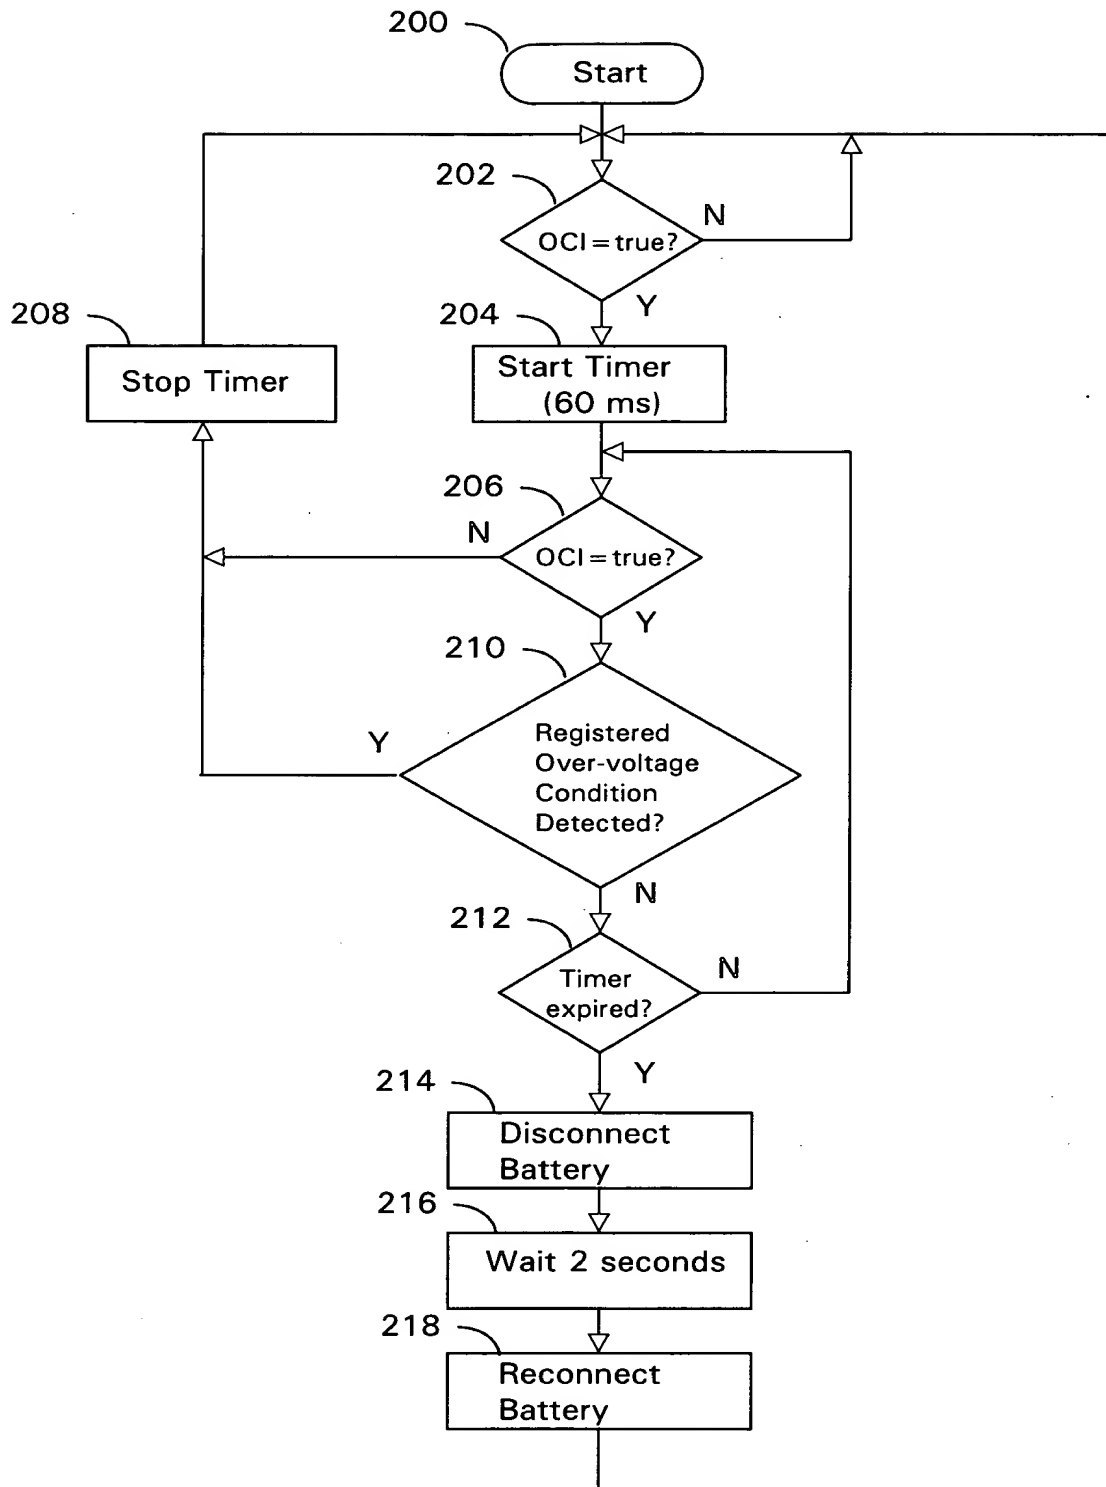 200
Start
202
N
OCI=true?
Y
208
204
Stop Timer
Start Timer
(60 ms)
206
N
OCI=true?
Y
210
Y
Registered
Over-voltage
Condition
Detected?
N
212
N
Timer
expired?
Y
214
Disconnect
Battery
216
Wait 2 seconds
218
Reconnect
Battery